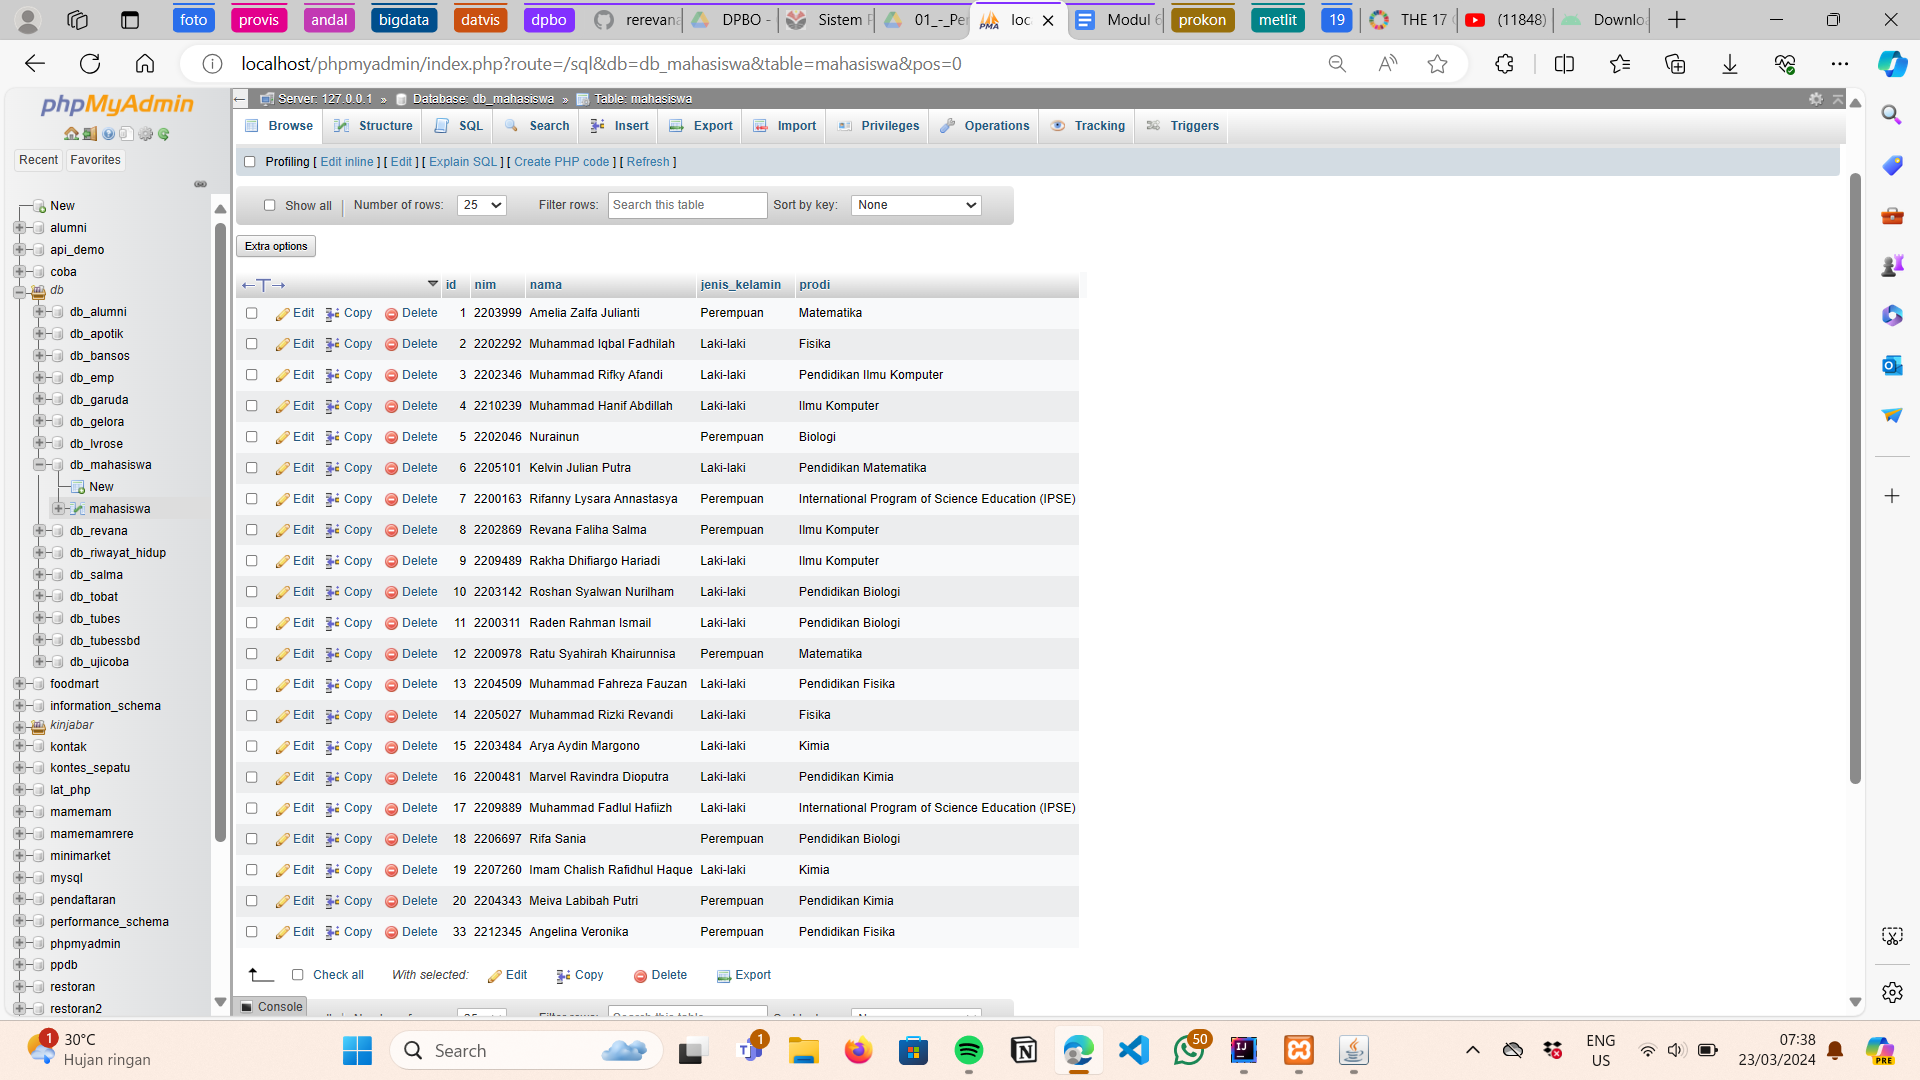 foto
provis
andal
bigdata
datvis
dpbo
rerevana
DPBO -
Sistem P
01_-_Per
loc
Modul 6
prokon
metlit
19
THE 17
(11848)
Downlo
localhost/phpmyadmin/index.php?route=/sql&db=db_mahasiswa&table=mahasiswa&pos=0
phpMyAdmin
Recent
Favorites
New
alumni
api_demo
coba
db
db_alumni
db_apotik
db_bansos
db_emp
db_garuda
db_gelora
db_lvrose
db_mahasiswa
New
mahasiswa
db_revana
db_riwayat_hidup
db_salma
db_tobat
db_tubes
db_tubessbd
db_ujicoba
foodmart
information_schema
kinjabar
kontak
kontes_sepatu
lat_php
mamemam
mamemamrere
minimarket
mysql
pendaftaran
performance_schema
phpmyadmin
ppdb
restoran
restoran2
Server: 127.0.0.1 » Database: db_mahasiswa » Table: mahasiswa
Browse Structure SQL Search Insert Export Import Privileges Operations Tracking Triggers
Profiling [ Edit inline ] [ Edit ] [ Explain SQL ] [ Create PHP code ] [ Refresh ]
Show all | Number of rows: 25 Filter rows: Search this table Sort by key: None
Extra options
←T→ id nim nama jenis_kelamin prodi
Edit Copy Delete 1 2203999 Amelia Zalfa Julianti Perempuan Matematika
Edit Copy Delete 2 2202292 Muhammad Iqbal Fadhilah Laki-laki Fisika
Edit Copy Delete 3 2202346 Muhammad Rifky Afandi Laki-laki Pendidikan Ilmu Komputer
Edit Copy Delete 4 2210239 Muhammad Hanif Abdillah Laki-laki Ilmu Komputer
Edit Copy Delete 5 2202046 Nurainun Perempuan Biologi
Edit Copy Delete 6 2205101 Kelvin Julian Putra Laki-laki Pendidikan Matematika
Edit Copy Delete 7 2200163 Rifanny Lysara Annastasya Perempuan International Program of Science Education (IPSE)
Edit Copy Delete 8 2202869 Revana Faliha Salma Perempuan Ilmu Komputer
Edit Copy Delete 9 2209489 Rakha Dhifiargo Hariadi Laki-laki Ilmu Komputer
Edit Copy Delete 10 2203142 Roshan Syalwan Nurilham Laki-laki Pendidikan Biologi
Edit Copy Delete 11 2200311 Raden Rahman Ismail Laki-laki Pendidikan Biologi
Edit Copy Delete 12 2200978 Ratu Syahirah Khairunnisa Perempuan Matematika
Edit Copy Delete 13 2204509 Muhammad Fahreza Fauzan Laki-laki Pendidikan Fisika
Edit Copy Delete 14 2205027 Muhammad Rizki Revandi Laki-laki Fisika
Edit Copy Delete 15 2203484 Arya Aydin Margono Laki-laki Kimia
Edit Copy Delete 16 2200481 Marvel Ravindra Dioputra Laki-laki Pendidikan Kimia
Edit Copy Delete 17 2209889 Muhammad Fadlul Hafiizh Laki-laki International Program of Science Education (IPSE)
Edit Copy Delete 18 2206697 Rifa Sania Perempuan Pendidikan Biologi
Edit Copy Delete 19 2207260 Imam Chalish Rafidhul Haque Laki-laki Kimia
Edit Copy Delete 20 2204343 Meiva Labibah Putri Perempuan Pendidikan Kimia
Edit Copy Delete 33 2212345 Angelina Veronika Perempuan Pendidikan Fisika
Check all With selected: Edit Copy Delete Export
Console
1
30°C
Hujan ringan
Search
1
50
ENG
US
07:38
23/03/2024
PRE